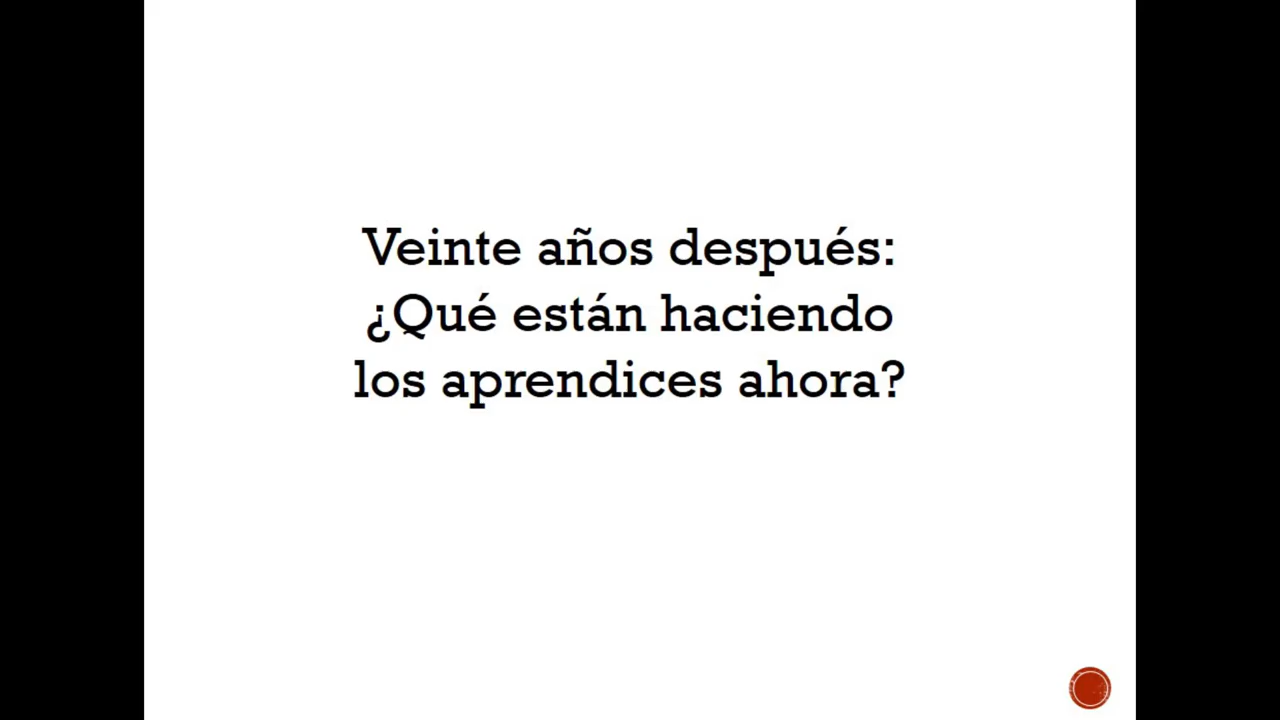 Veinte años después:
¿Qué están haciendo
los aprendices ahora?